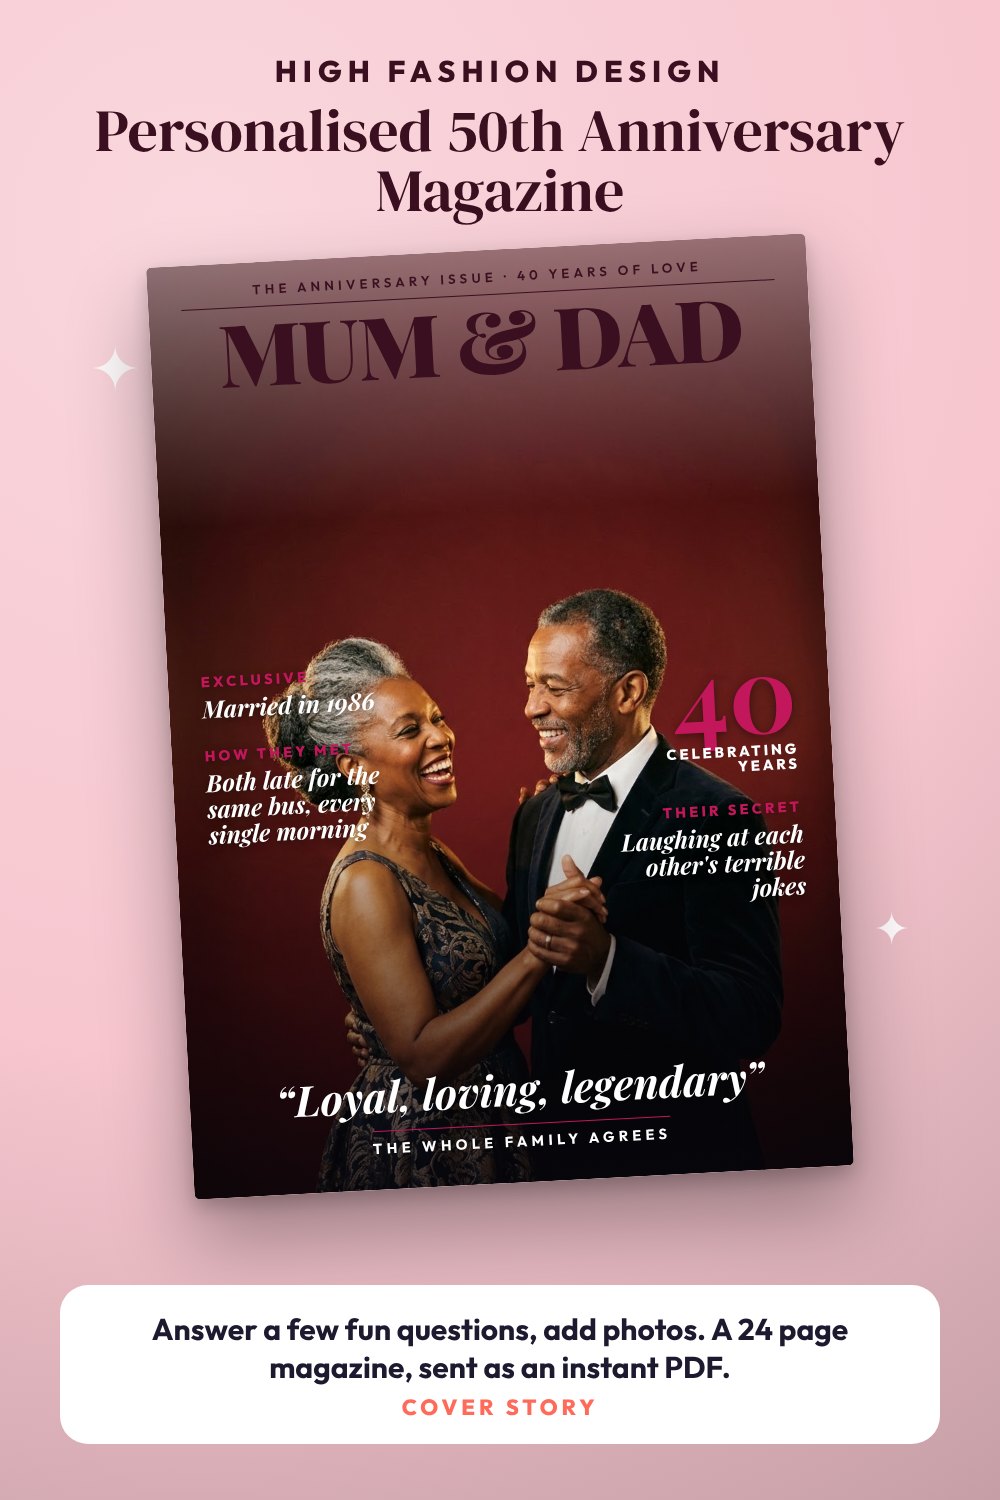 HIGH FASHION DESIGN
Personalised 50th Anniversary
Magazine
THE ANNIVERSARY ISSUE · 40 YEARS OF LOVE
MUM & DAD
EXCLUSIVE
Married in 1986
HOW THEY MET
Both late for the
same bus, every
single morning
40
CELEBRATING
YEARS
THEIR SECRET
Laughing at each
other's terrible
jokes
“Loyal, loving, legendary”
THE WHOLE FAMILY AGREES
Answer a few fun questions, add photos. A 24 page
magazine, sent as an instant PDF.
COVER STORY